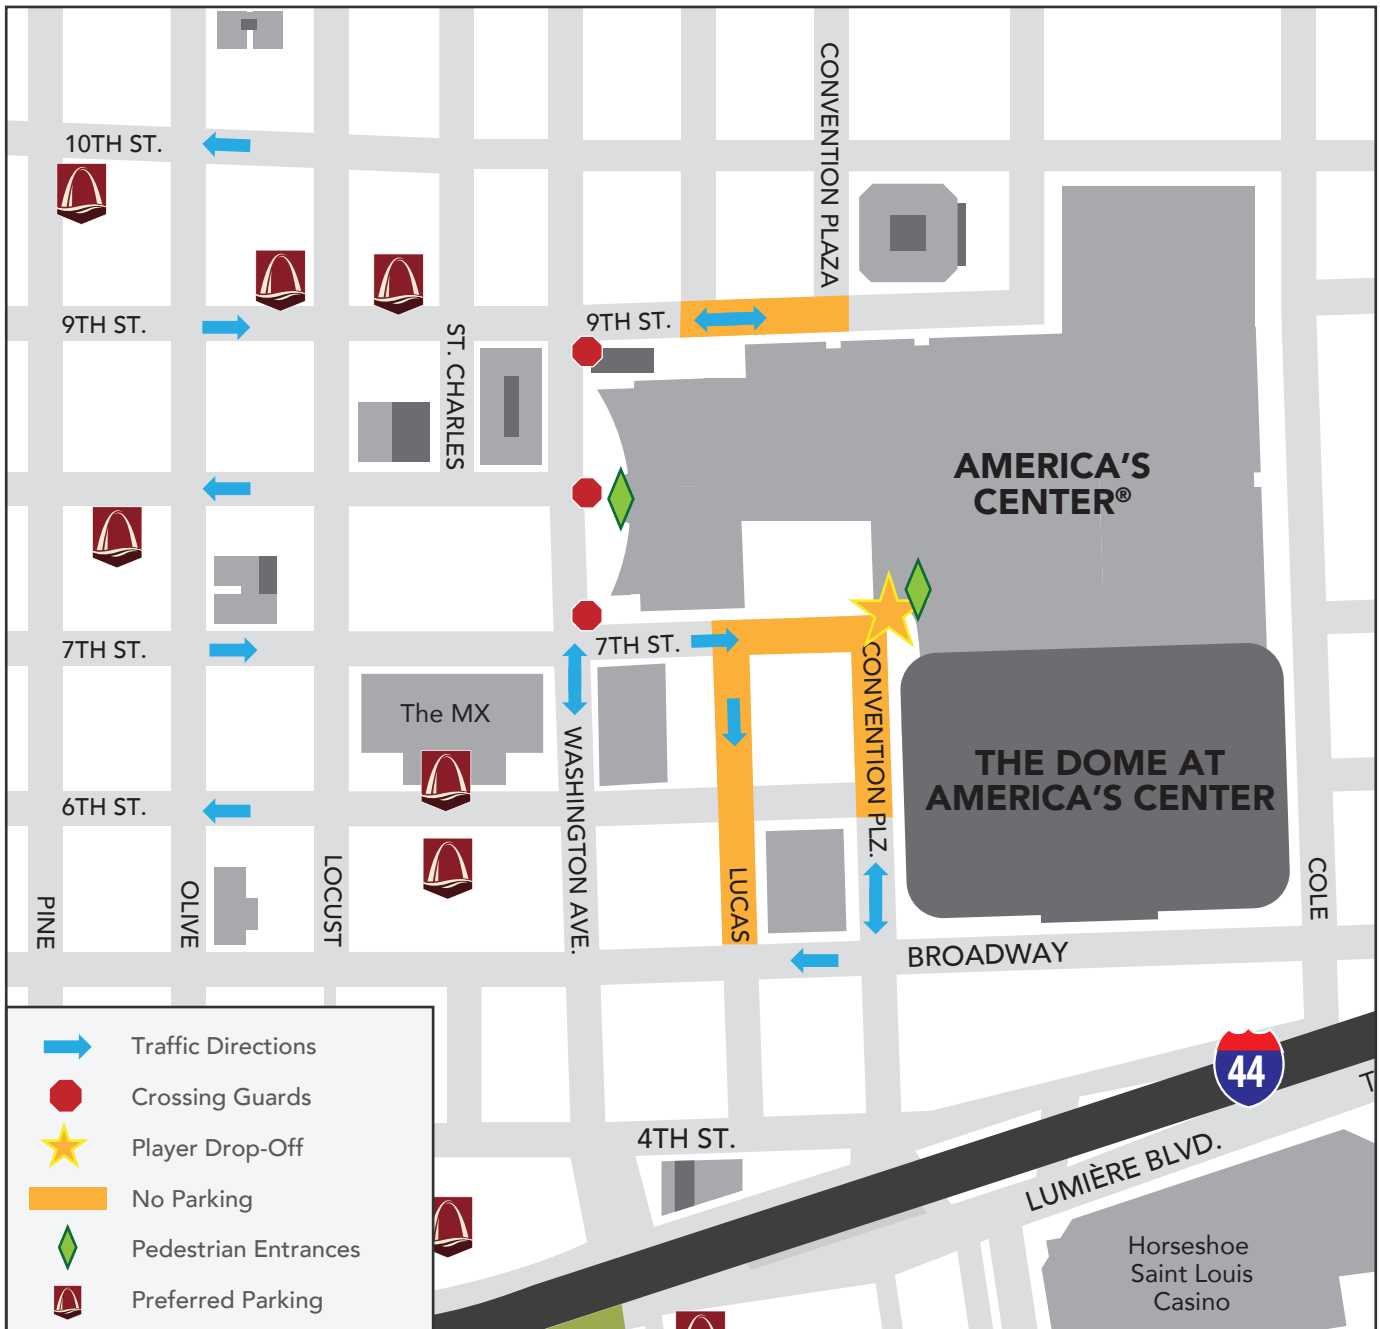 CONVENTION PLAZA
10TH ST.
9TH ST.
9TH ST.
ST. CHARLES
AMERICA'S
CENTER®
7TH ST.
7TH ST.
CONVENTION PLZ.
The MX
WASHINGTON AVE.
THE DOME AT
AMERICA'S CENTER
6TH ST.
PINE
OLIVE
LOCUST
LUCAS
COLE
BROADWAY
44
4TH ST.
LUMIÈRE BLVD.
Horseshoe
Saint Louis
Casino
Traffic Directions
Crossing Guards
Player Drop-Off
No Parking
Pedestrian Entrances
Preferred Parking